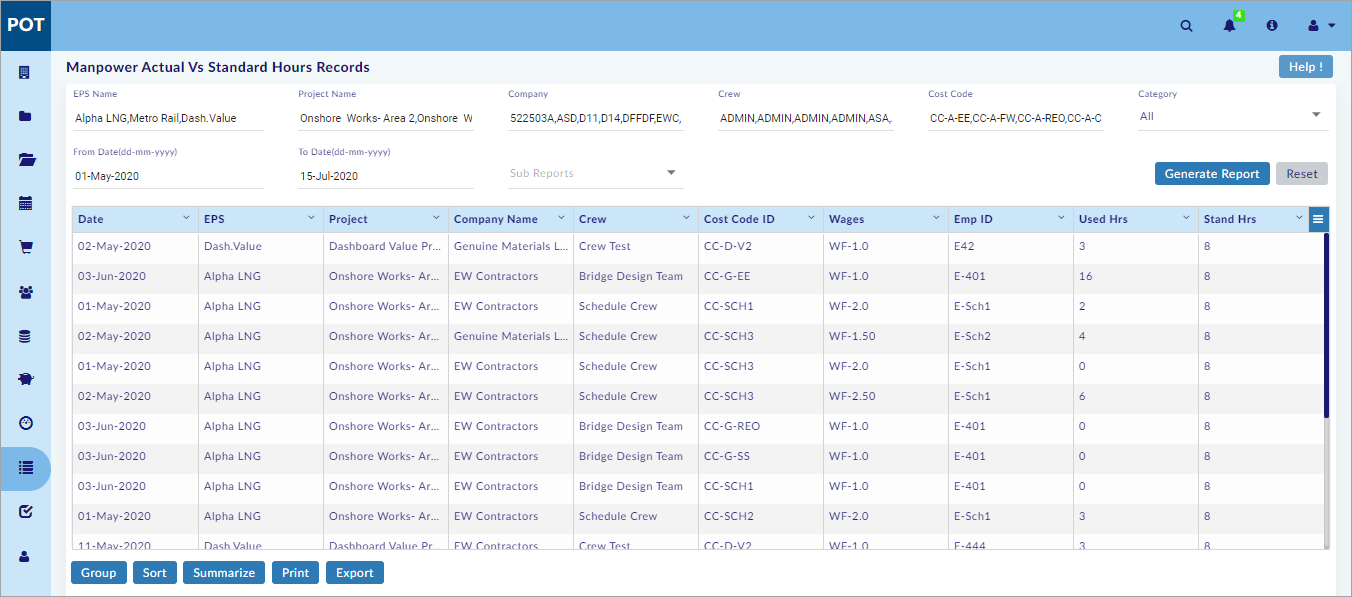 POT
4
Manpower Actual Vs Standard Hours Records
Help !
EPS Name Project Name Company Crew Cost Code Category
Alpha LNG,Metro Rail,Dash.Value Onshore Works- Area 2,Onshore W 522503A,ASD,D11,D14,DFFDF,EWC, ADMIN,ADMIN,ADMIN,ADMIN,ASA, CC-A-EE,CC-A-FW,CC-A-REO,CC-A-C All
From Date(dd-mm-yyyy) To Date(dd-mm-yyyy)
01-May-2020 15-Jul-2020 Sub Reports Generate Report Reset
Date EPS Project Company Name Crew Cost Code ID Wages Emp ID Used Hrs Stand Hrs
02-May-2020 Dash.Value Dashboard Value Pr... Genuine Materials L... Crew Test CC-D-V2 WF-1.0 E42 3 8
03-Jun-2020 Alpha LNG Onshore Works- Ar... EW Contractors Bridge Design Team CC-G-EE WF-1.0 E-401 16 8
01-May-2020 Alpha LNG Onshore Works- Ar... EW Contractors Schedule Crew CC-SCH1 WF-2.0 E-Sch1 2 8
02-May-2020 Alpha LNG Onshore Works- Ar... Genuine Materials L... Schedule Crew CC-SCH3 WF-1.50 E-Sch2 4 8
01-May-2020 Alpha LNG Onshore Works- Ar... EW Contractors Schedule Crew CC-SCH3 WF-2.0 E-Sch1 0 8
02-May-2020 Alpha LNG Onshore Works- Ar... EW Contractors Schedule Crew CC-SCH3 WF-2.50 E-Sch1 6 8
03-Jun-2020 Alpha LNG Onshore Works- Ar... EW Contractors Bridge Design Team CC-G-REO WF-1.0 E-401 0 8
03-Jun-2020 Alpha LNG Onshore Works- Ar... EW Contractors Bridge Design Team CC-G-SS WF-1.0 E-401 0 8
03-Jun-2020 Alpha LNG Onshore Works- Ar... EW Contractors Bridge Design Team CC-SCH1 WF-1.0 E-401 0 8
01-May-2020 Alpha LNG Onshore Works- Ar... EW Contractors Schedule Crew CC-SCH2 WF-2.0 E-Sch1 3 8
11-May-2020 Dash.Value Dashboard Value Pr... EW Contractors Crew Test CC-D-V2 WF-1.0 E-444 3 8
Group Sort Summarize Print Export